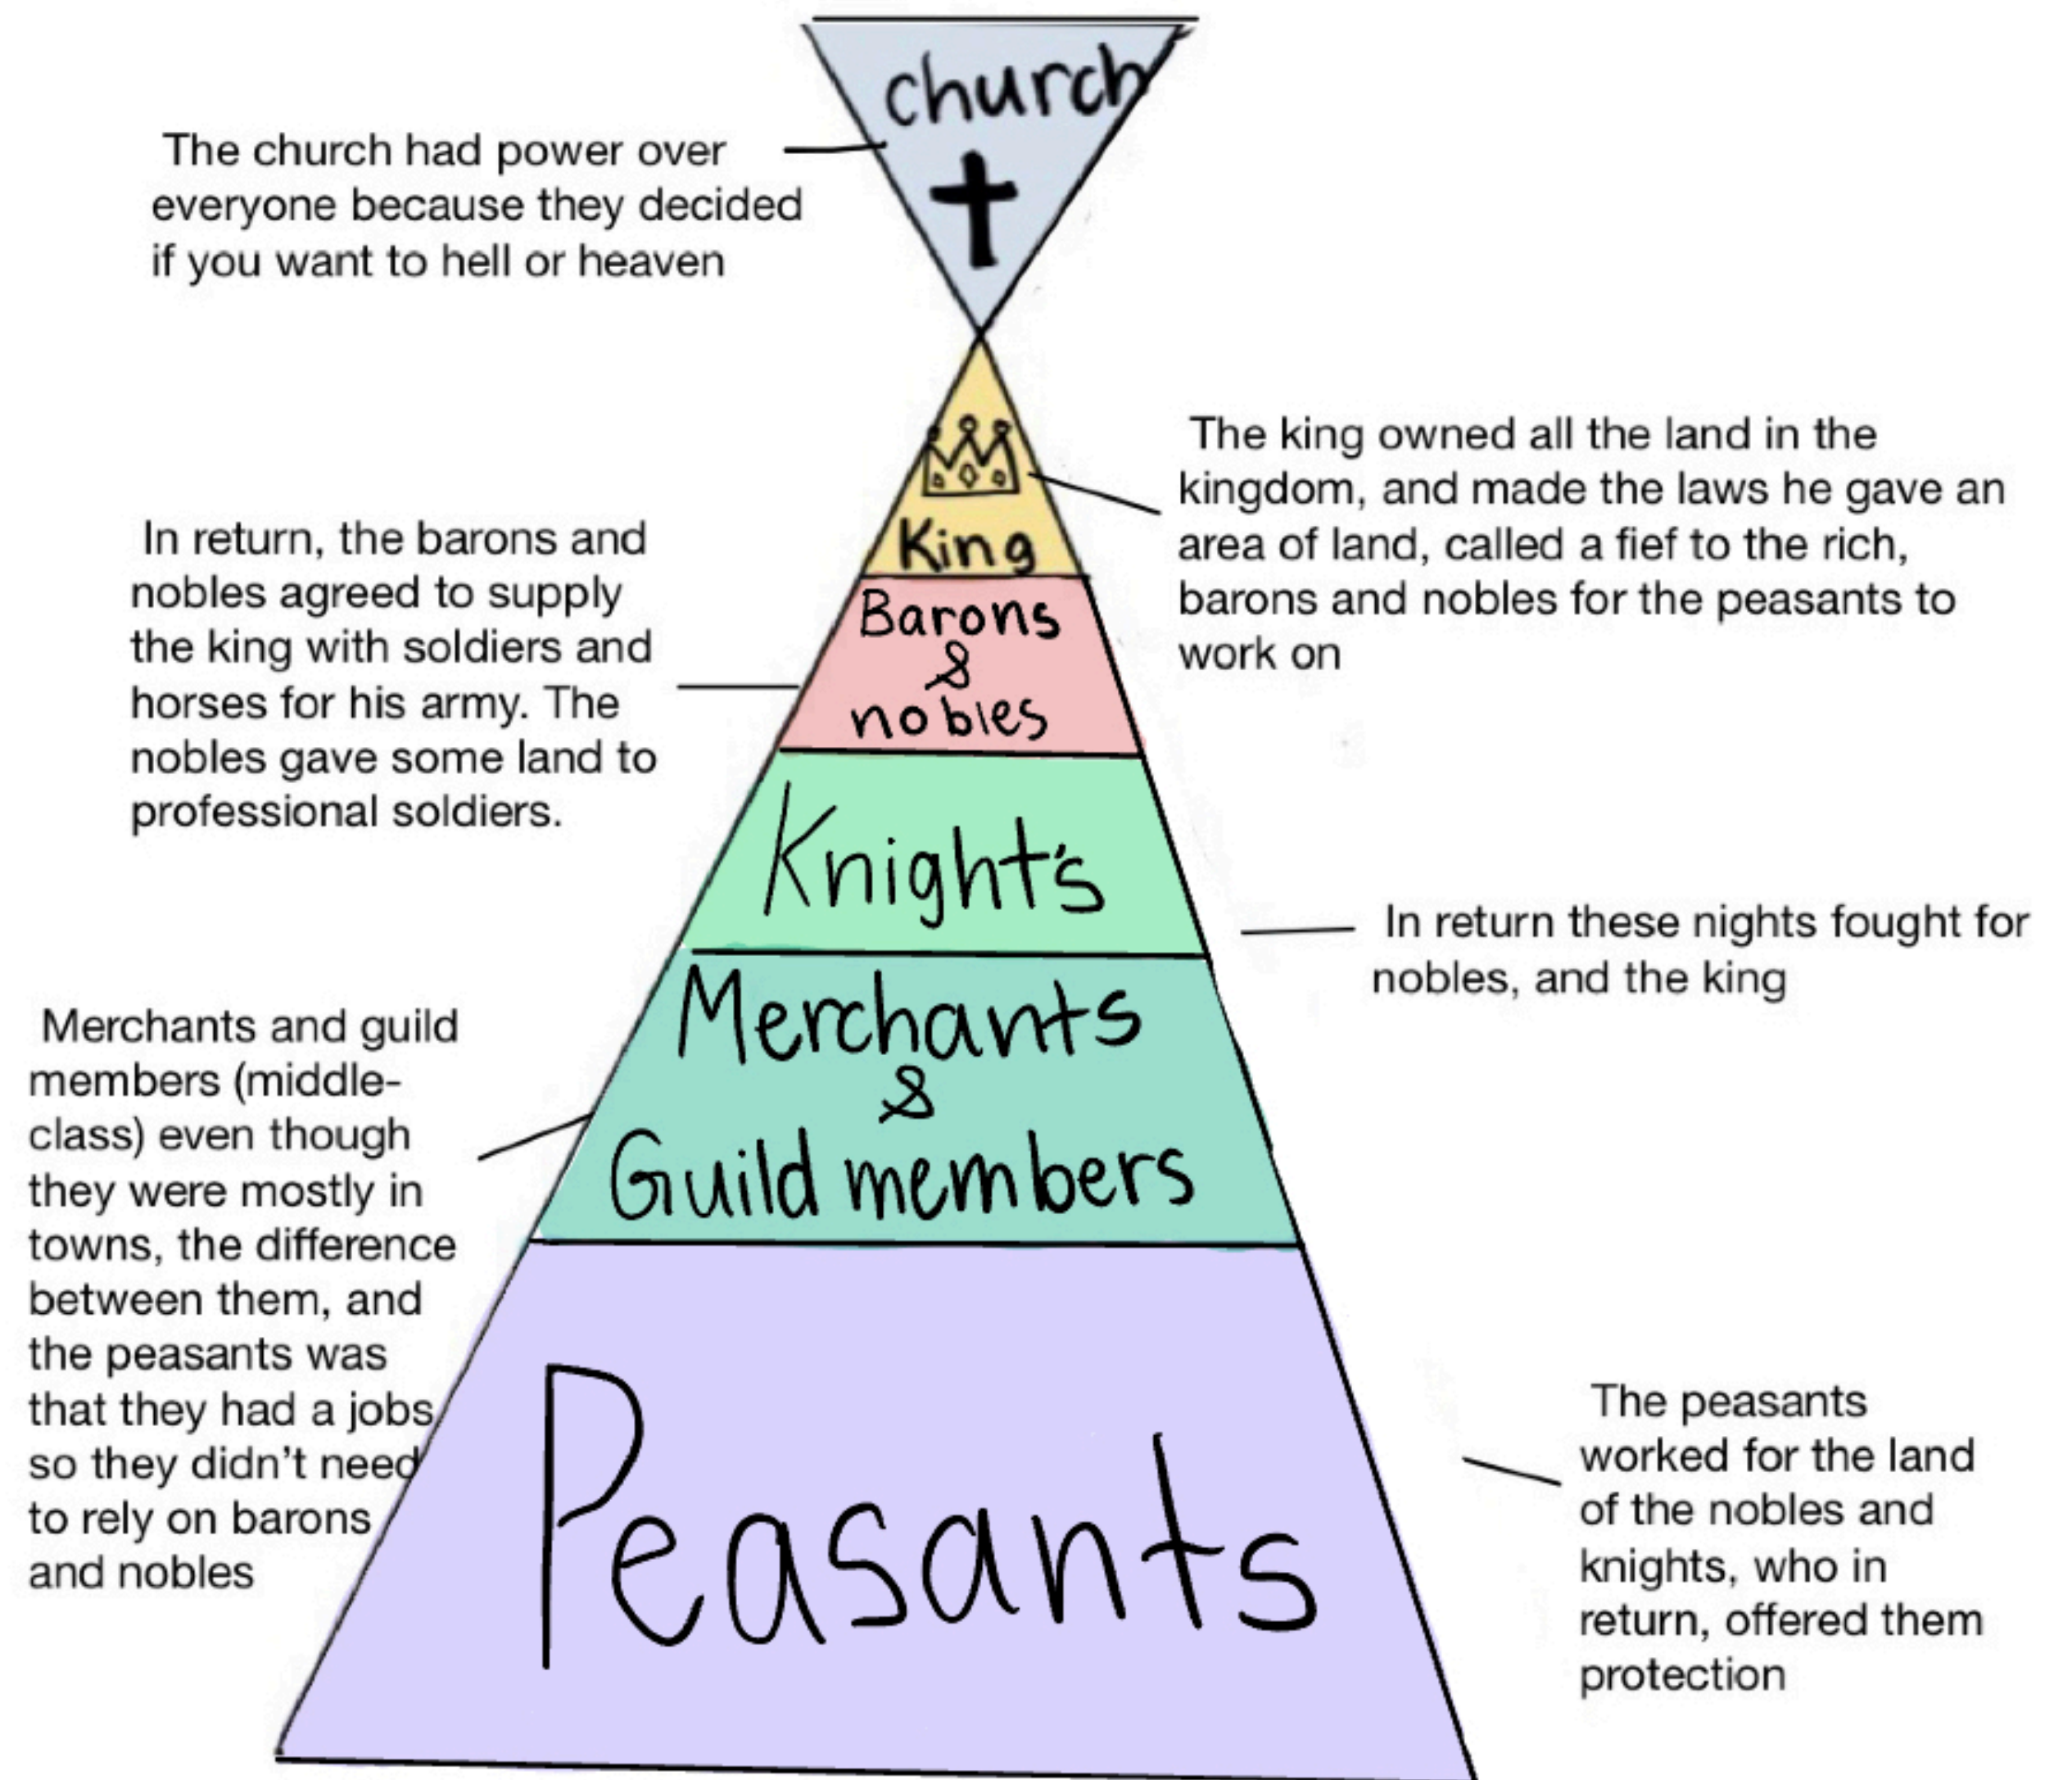 church
The church had power over
everyone because they decided
if you want to hell or heaven
King
The king owned all the land in the
kingdom, and made the laws he gave an
area of land, called a fief to the rich,
barons and nobles for the peasants to
work on
Barons
&
nobles
In return, the barons and
nobles agreed to supply
the king with soldiers and
horses for his army. The
nobles gave some land to
professional soldiers.
Knight's
In return these nights fought for
nobles, and the king
Merchants
&
Guild members
Merchants and guild
members (middle-
class) even though
they were mostly in
towns, the difference
between them, and
the peasants was
that they had a jobs
so they didn't need
to rely on barons
and nobles
Peasants
The peasants
worked for the land
of the nobles and
knights, who in
return, offered them
protection